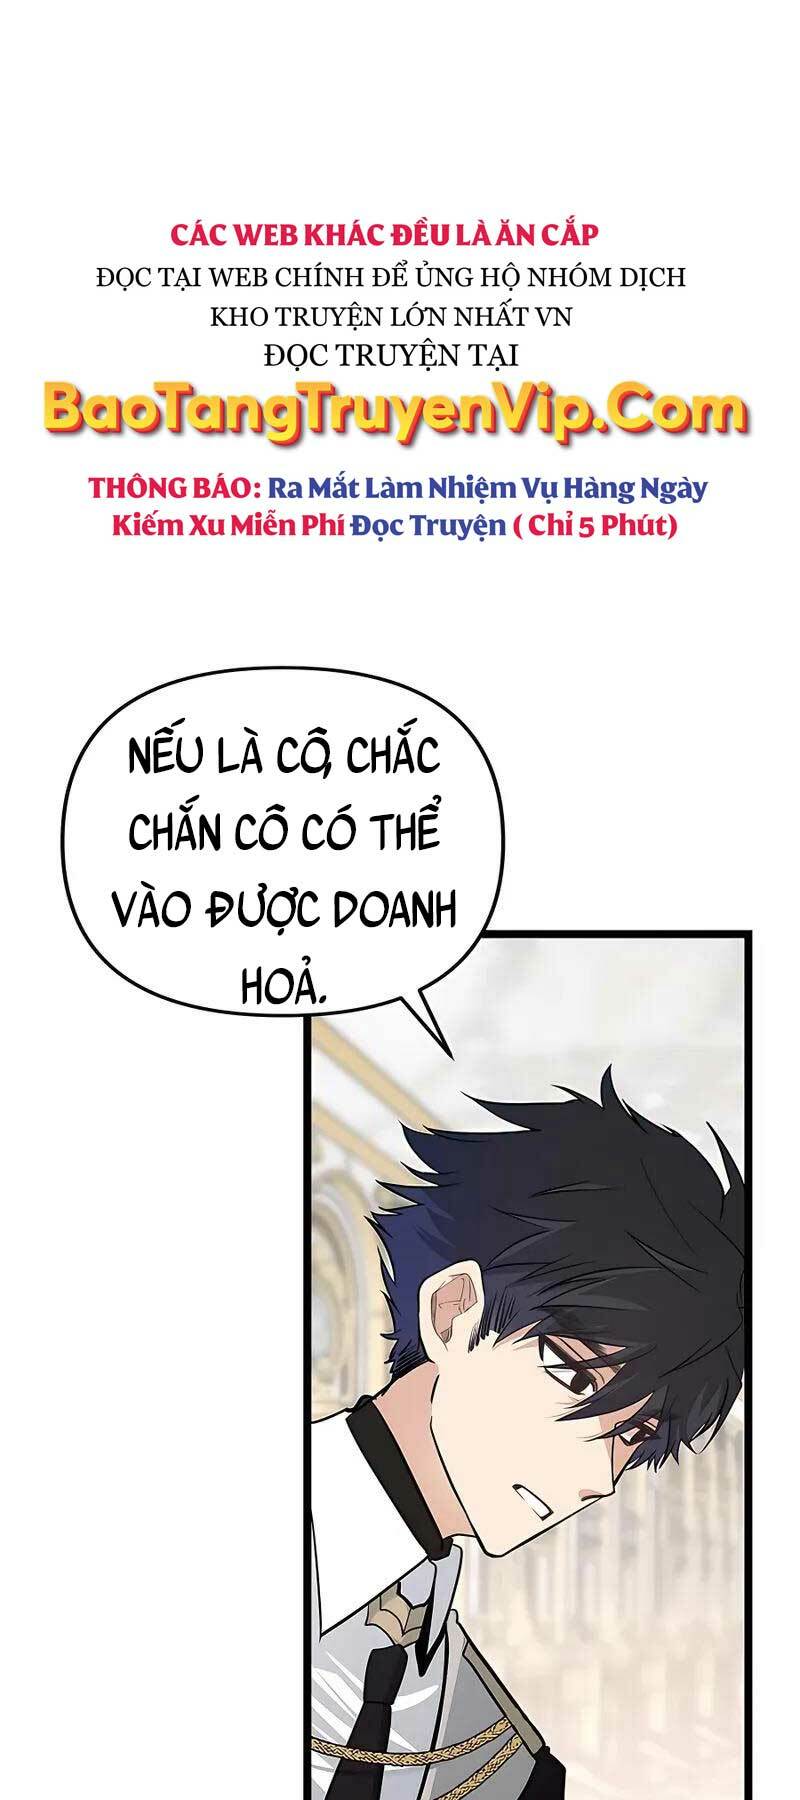 CÁC WEB KHÁC ĐỀU LÀ ĂN CẮP
ĐỌC TẠI WEB CHÍNH ĐỂ ỦNG HỘ NHÓM DỊCH
KHO TRUYỆN LỚN NHẤT VN
ĐỌC TRUYỆN TẠI
BaoTangTruyenVip.Com
THÔNG BÁO: Ra Mắt Làm Nhiệm Vụ Hàng Ngày
Kiếm Xu Miễn Phí Đọc Truyện ( Chỉ 5 Phút)
NẾU LÀ CÔ, CHẮC
CHẮN CÔ CÓ THỂ
VÀO ĐƯỢC DOANH
HOẢ.